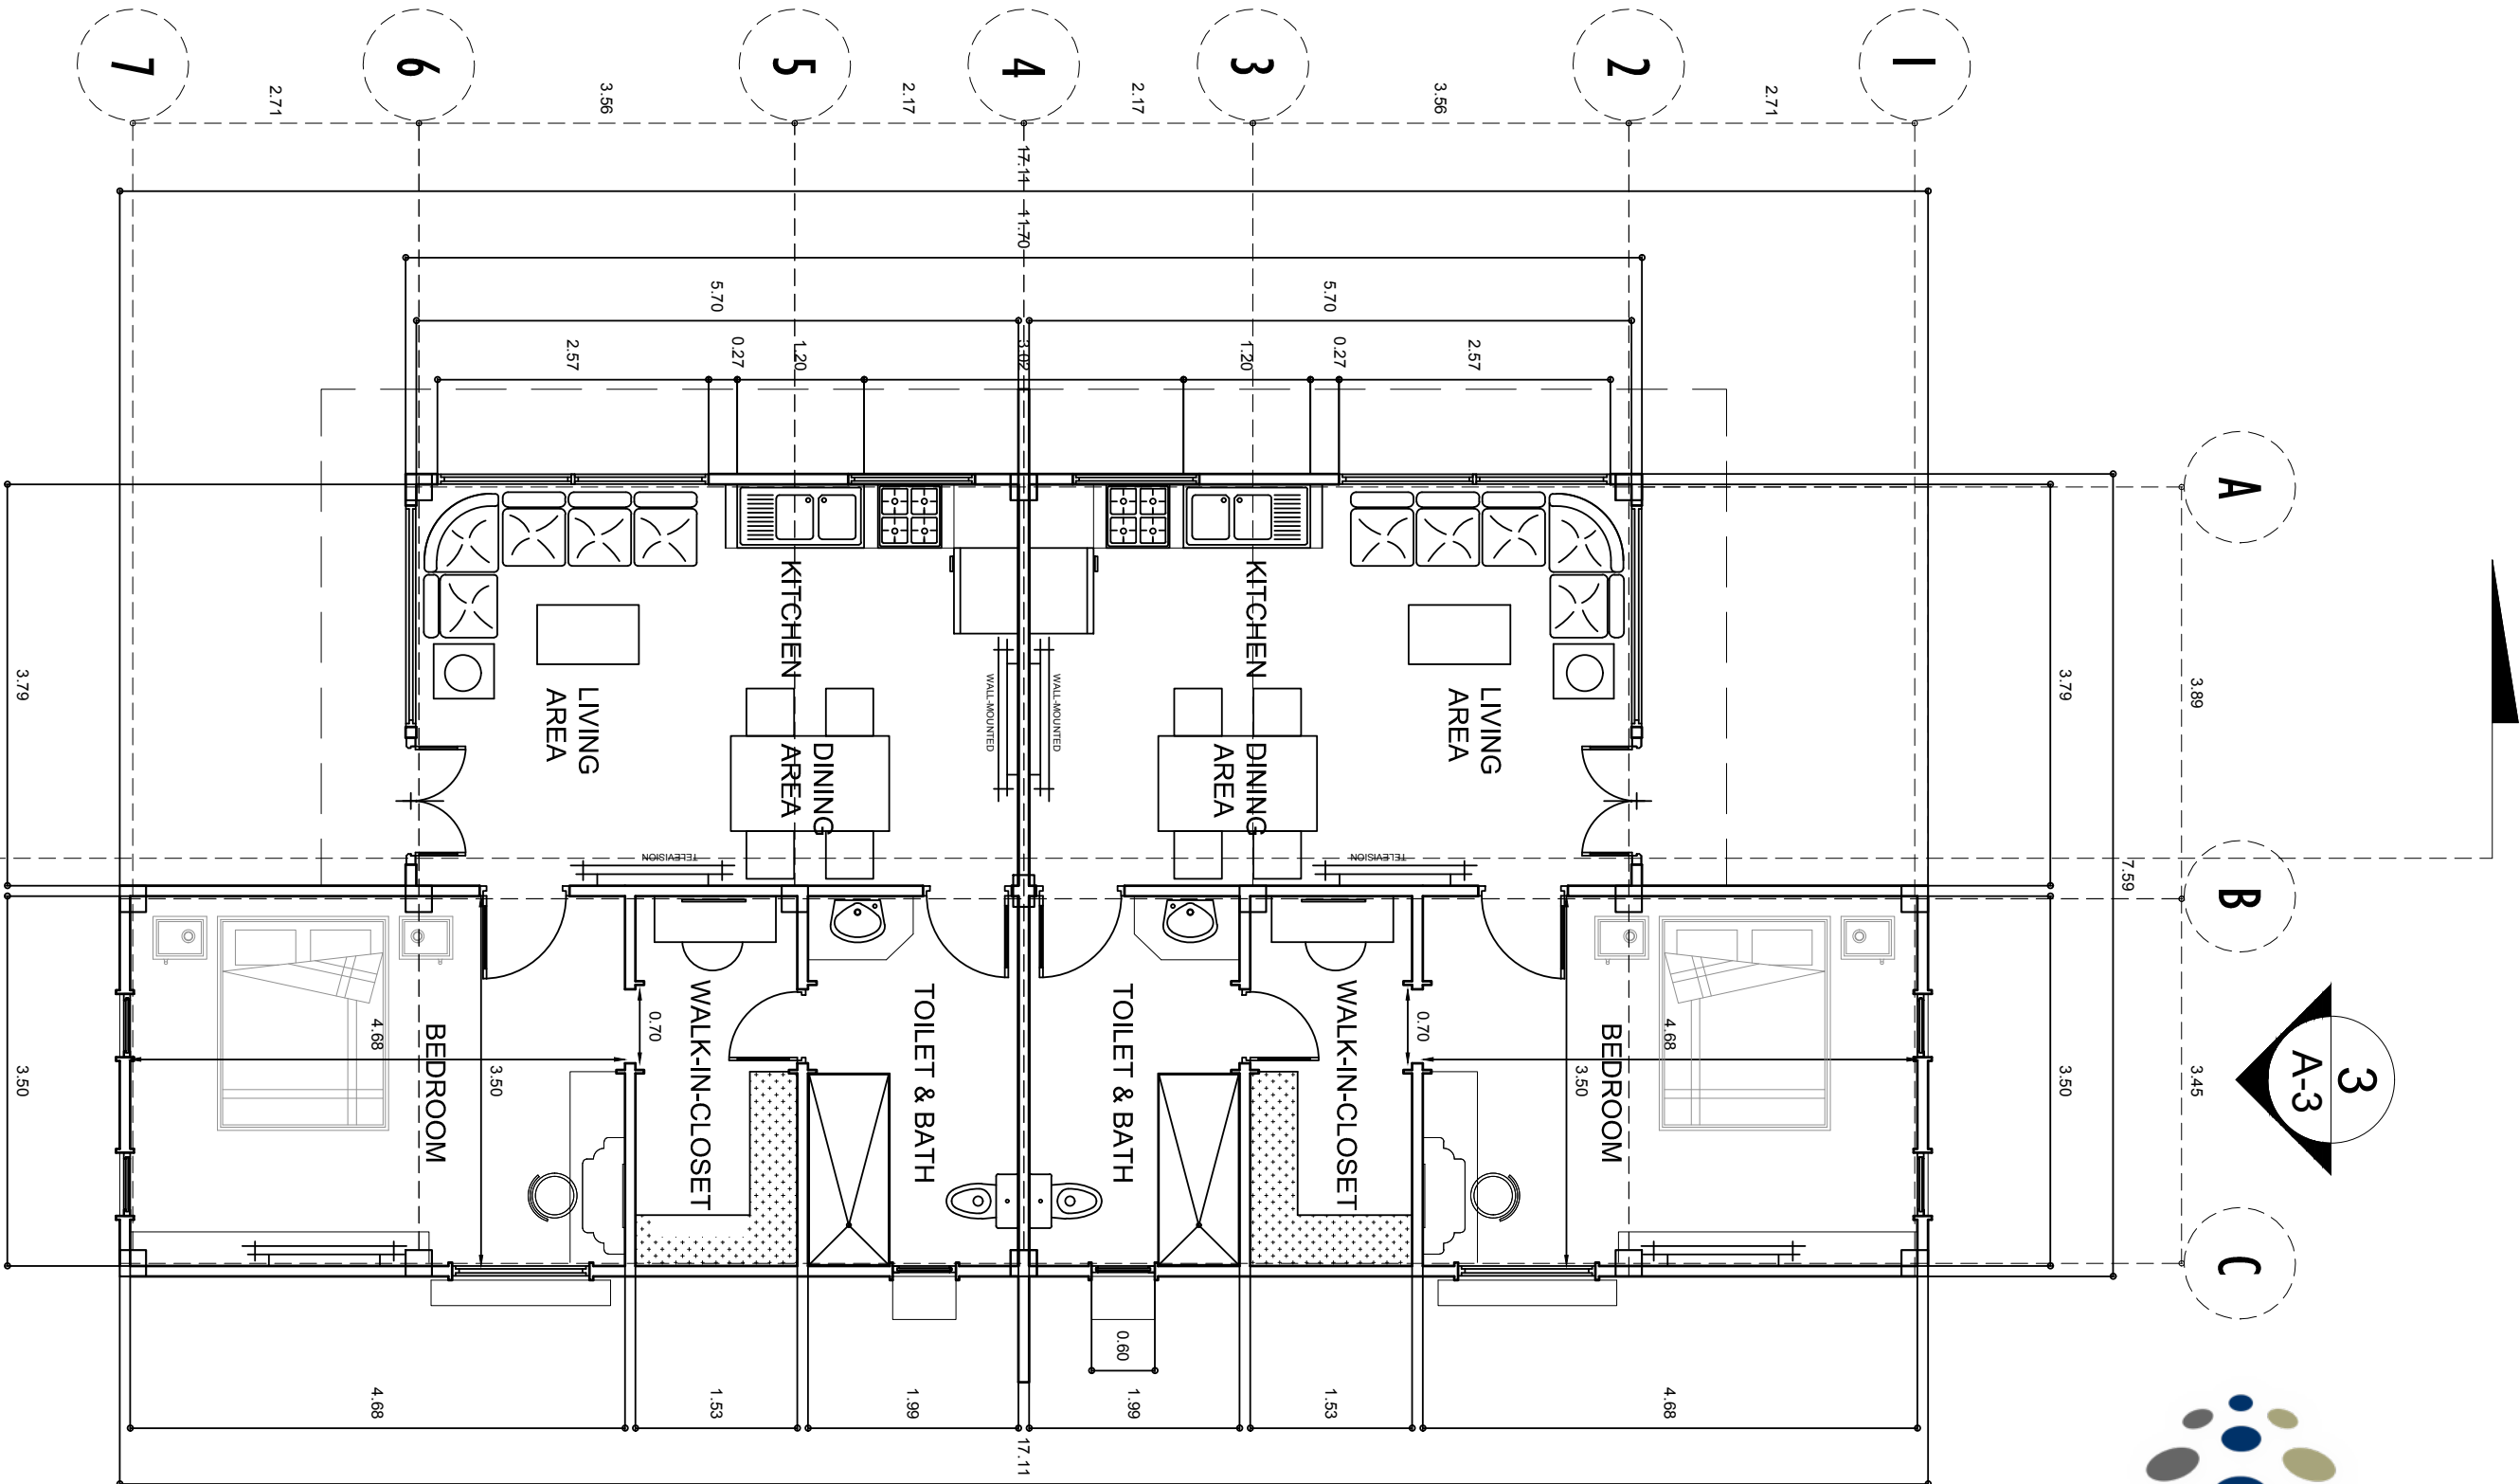 7
6
5
4
3
2
1
2.71
3.56
2.17
2.17
3.56
2.71
17.11
11.70
5.70
5.70
2.57
0.27
1.20
3.02
1.20
0.27
2.57
A
B
C
3.89
3.45
7.59
3.79
3.50
3.79
3.50
KITCHEN
KITCHEN
LIVING
AREA
LIVING
AREA
WALL-MOUNTED
WALL-MOUNTED
DINING
AREA
DINING
AREA
TELEVISION
TELEVISION
BEDROOM
4.68
3.50
0.70
WALK-IN-CLOSET
TOILET & BATH
TOILET & BATH
WALK-IN-CLOSET
0.70
3.50
BEDROOM
4.68
3
A-3
0.60
4.68
1.53
1.99
1.99
1.53
4.68
17.11